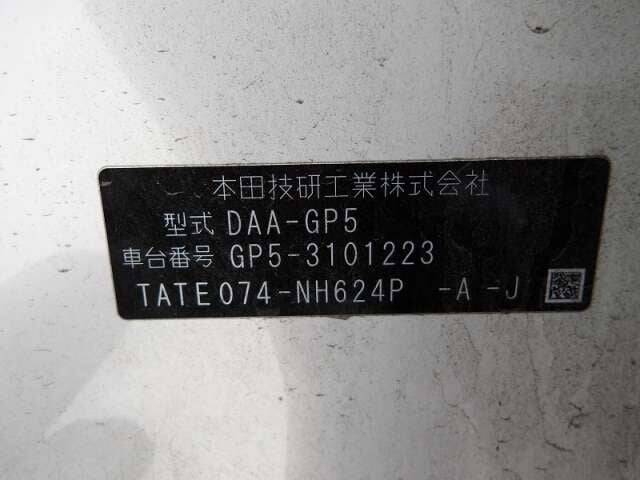 本田技研工業株式会社
型式 DAA-GP5
車台番号 GP5-3101223
TATE074-NH624P -A -J